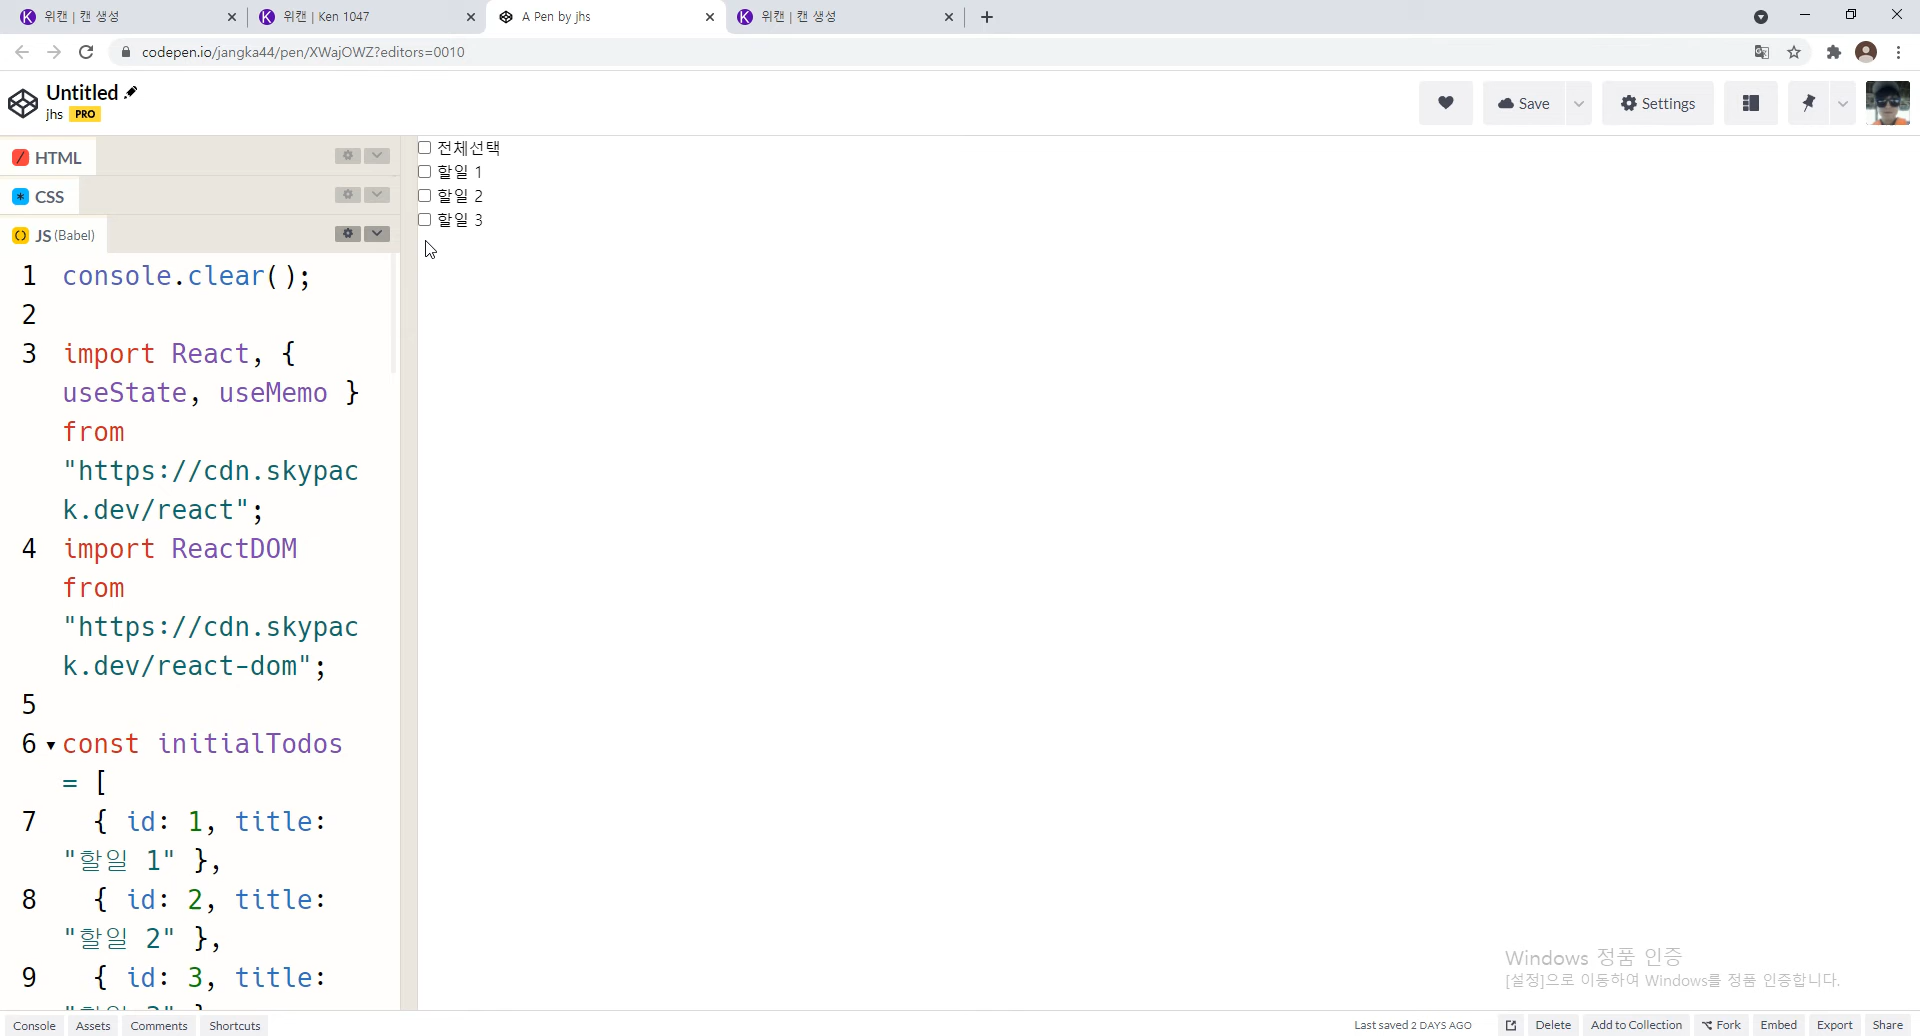 위캔 | 캔 생성
위캔 | Ken 1047
A Pen by jhs
위캔 | 캔 생성
codepen.io/jangka44/pen/XWajOWZ?editors=0010
Untitled
jhs PRO
Save
Settings
HTML
CSS
JS (Babel)
전체선택
할일 1
할일 2
할일 3
1 console.clear();
2
3 import React, {
useState, useMemo }
from
"https://cdn.skypac
k.dev/react";
4 import ReactDOM
from
"https://cdn.skypac
k.dev/react-dom";
5
6 const initialTodos
= [
7 { id: 1, title:
"할일 1" },
8 { id: 2, title:
"할일 2" },
9 { id: 3, title:
Windows 정품 인증
[설정]으로 이동하여 Windows를 정품 인증합니다.
Console Assets Comments Shortcuts
Last saved 2 DAYS AGO Delete Add to Collection Fork Embed Export Share